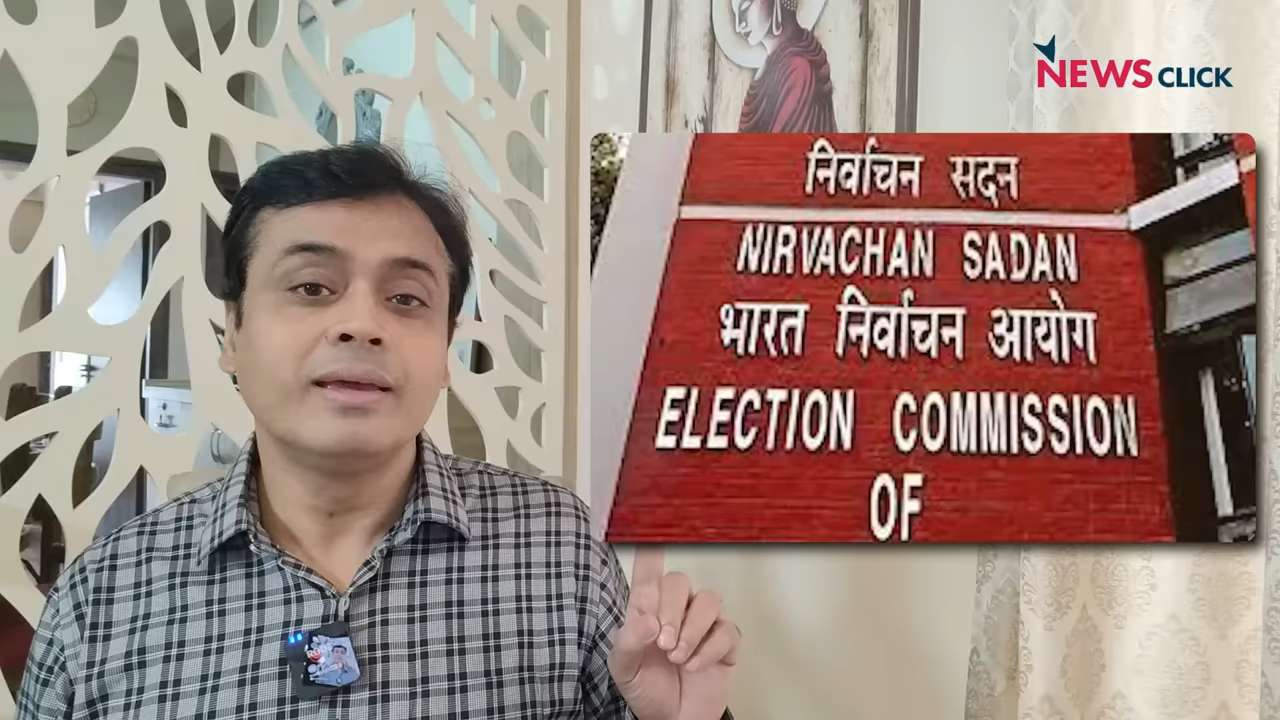 NEWS CLICK
निर्वाचन सदन
NIRVACHAN SADAN
भारत निर्वाचन आयोग
ELECTION COMMISSION
OF